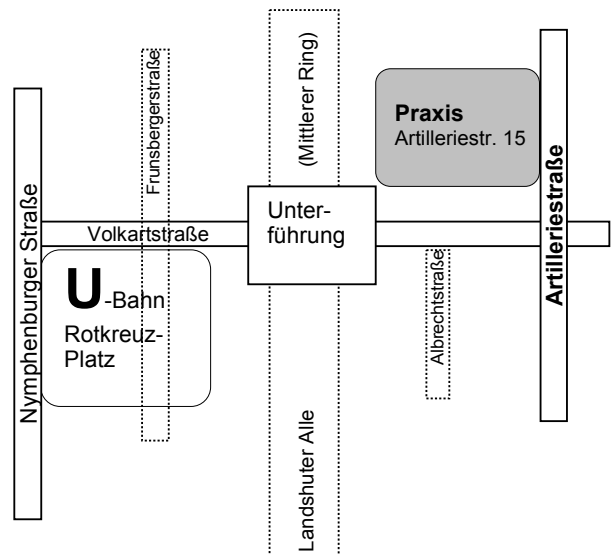 Frunsbergerstraße
(Mittlerer Ring)
Praxis
Artilleriestr. 15
Artilleriestraße
Nymphenburger Straße
Volkartstraße
Unter-
führung
U-Bahn
Rotkreuz-
Platz
Albrechtstraße
Landshuter Alle